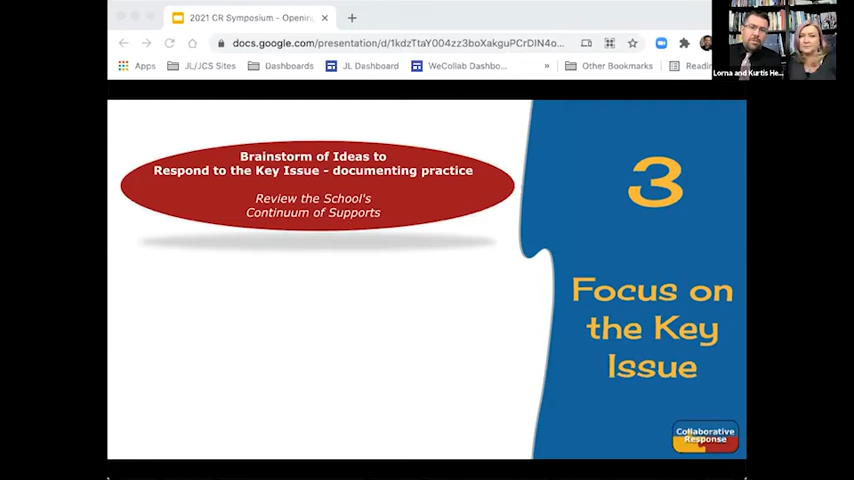 2021 CR Symposium - Opening
docs.google.com/presentation/d/1kdzTtaY004zz3boXakguPCrDIN4o...
Apps
JL/JCS Sites
Dashboards
JL Dashboard
WeCollab Dashbo...
»
Other Bookmarks
Readin
Lorna and Kurtis He...
Brainstorm of Ideas to
Respond to the Key Issue - documenting practice
Review the School's
Continuum of Supports
3
Focus on
the Key
Issue
Collaborative
Response